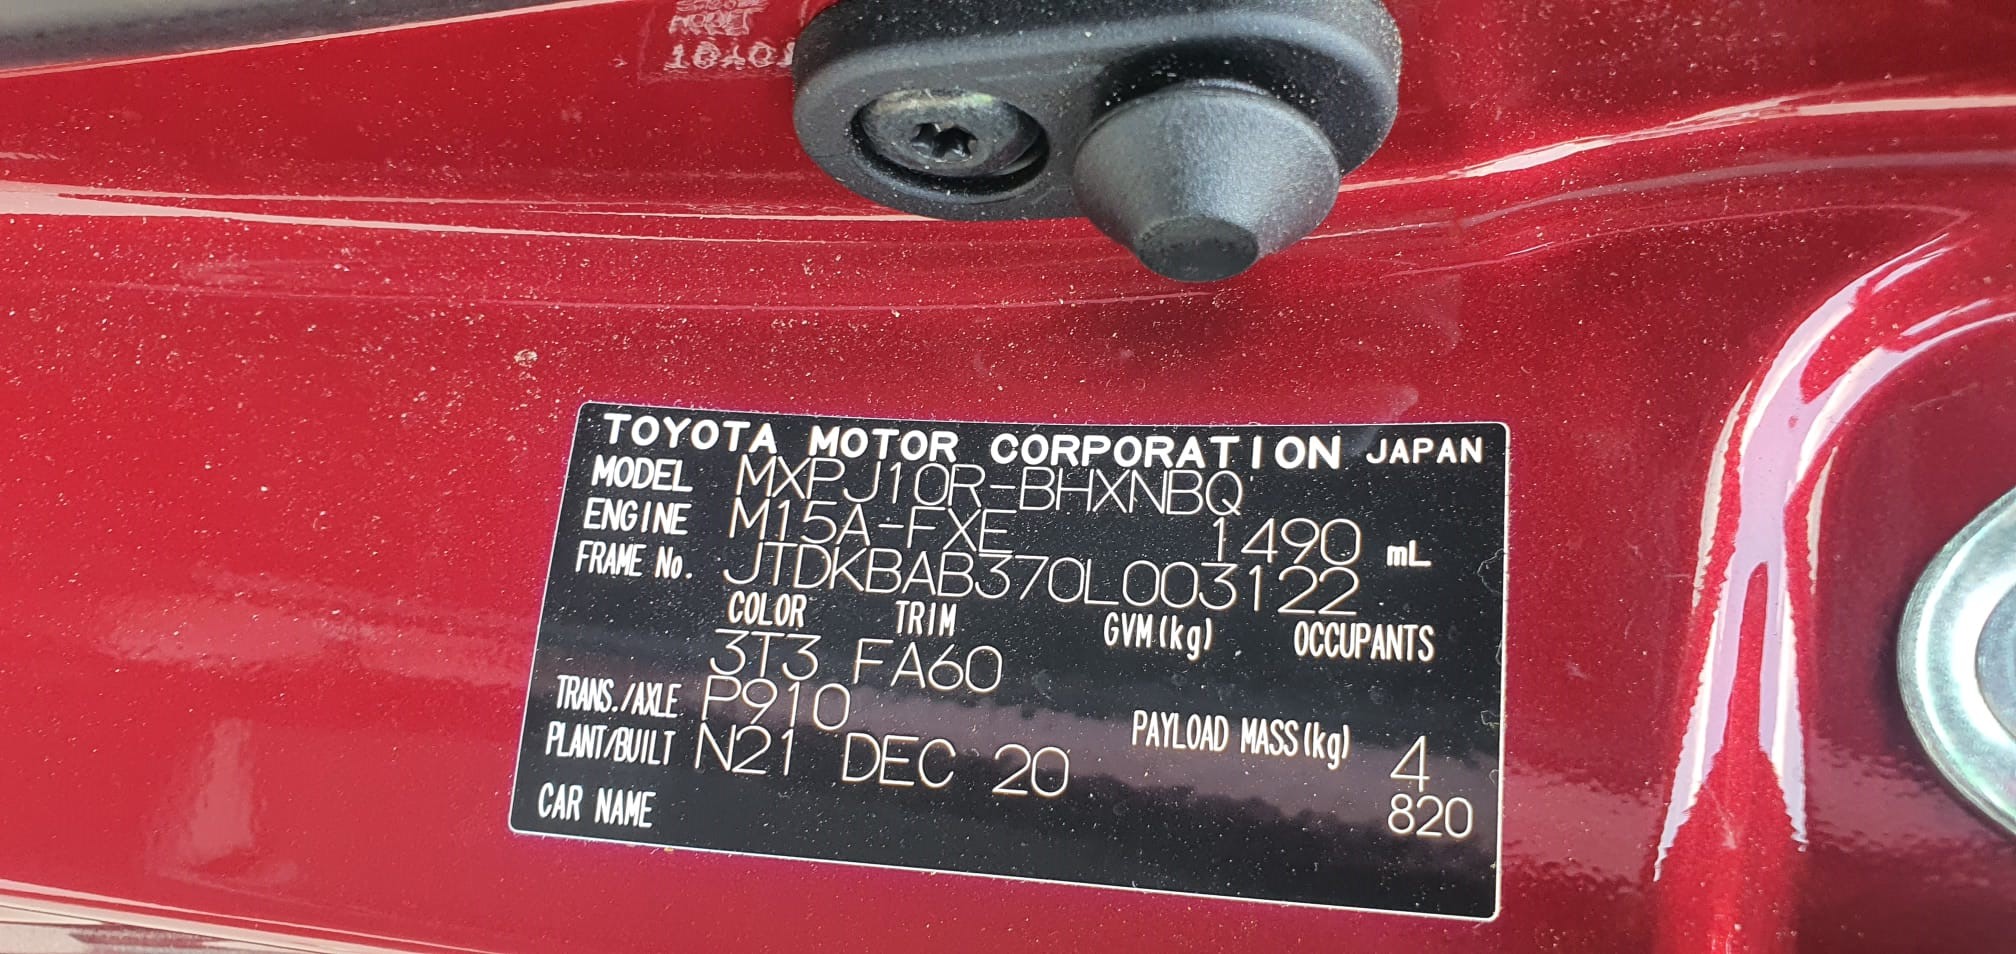 TOYOTA MOTOR CORPORATION JAPAN
MODEL MXPJ10R-BHXNBQ
ENGINE M15A-FXE 1490 mL
FRAME No. JTDKBAB370L003122
COLOR TRIM GVM(kg) OCCUPANTS
3T3 FA60
TRANS./AXLE P910 PAYLOAD MASS(kg) 4
PLANT/BUILT N21 DEC 20 820
CAR NAME